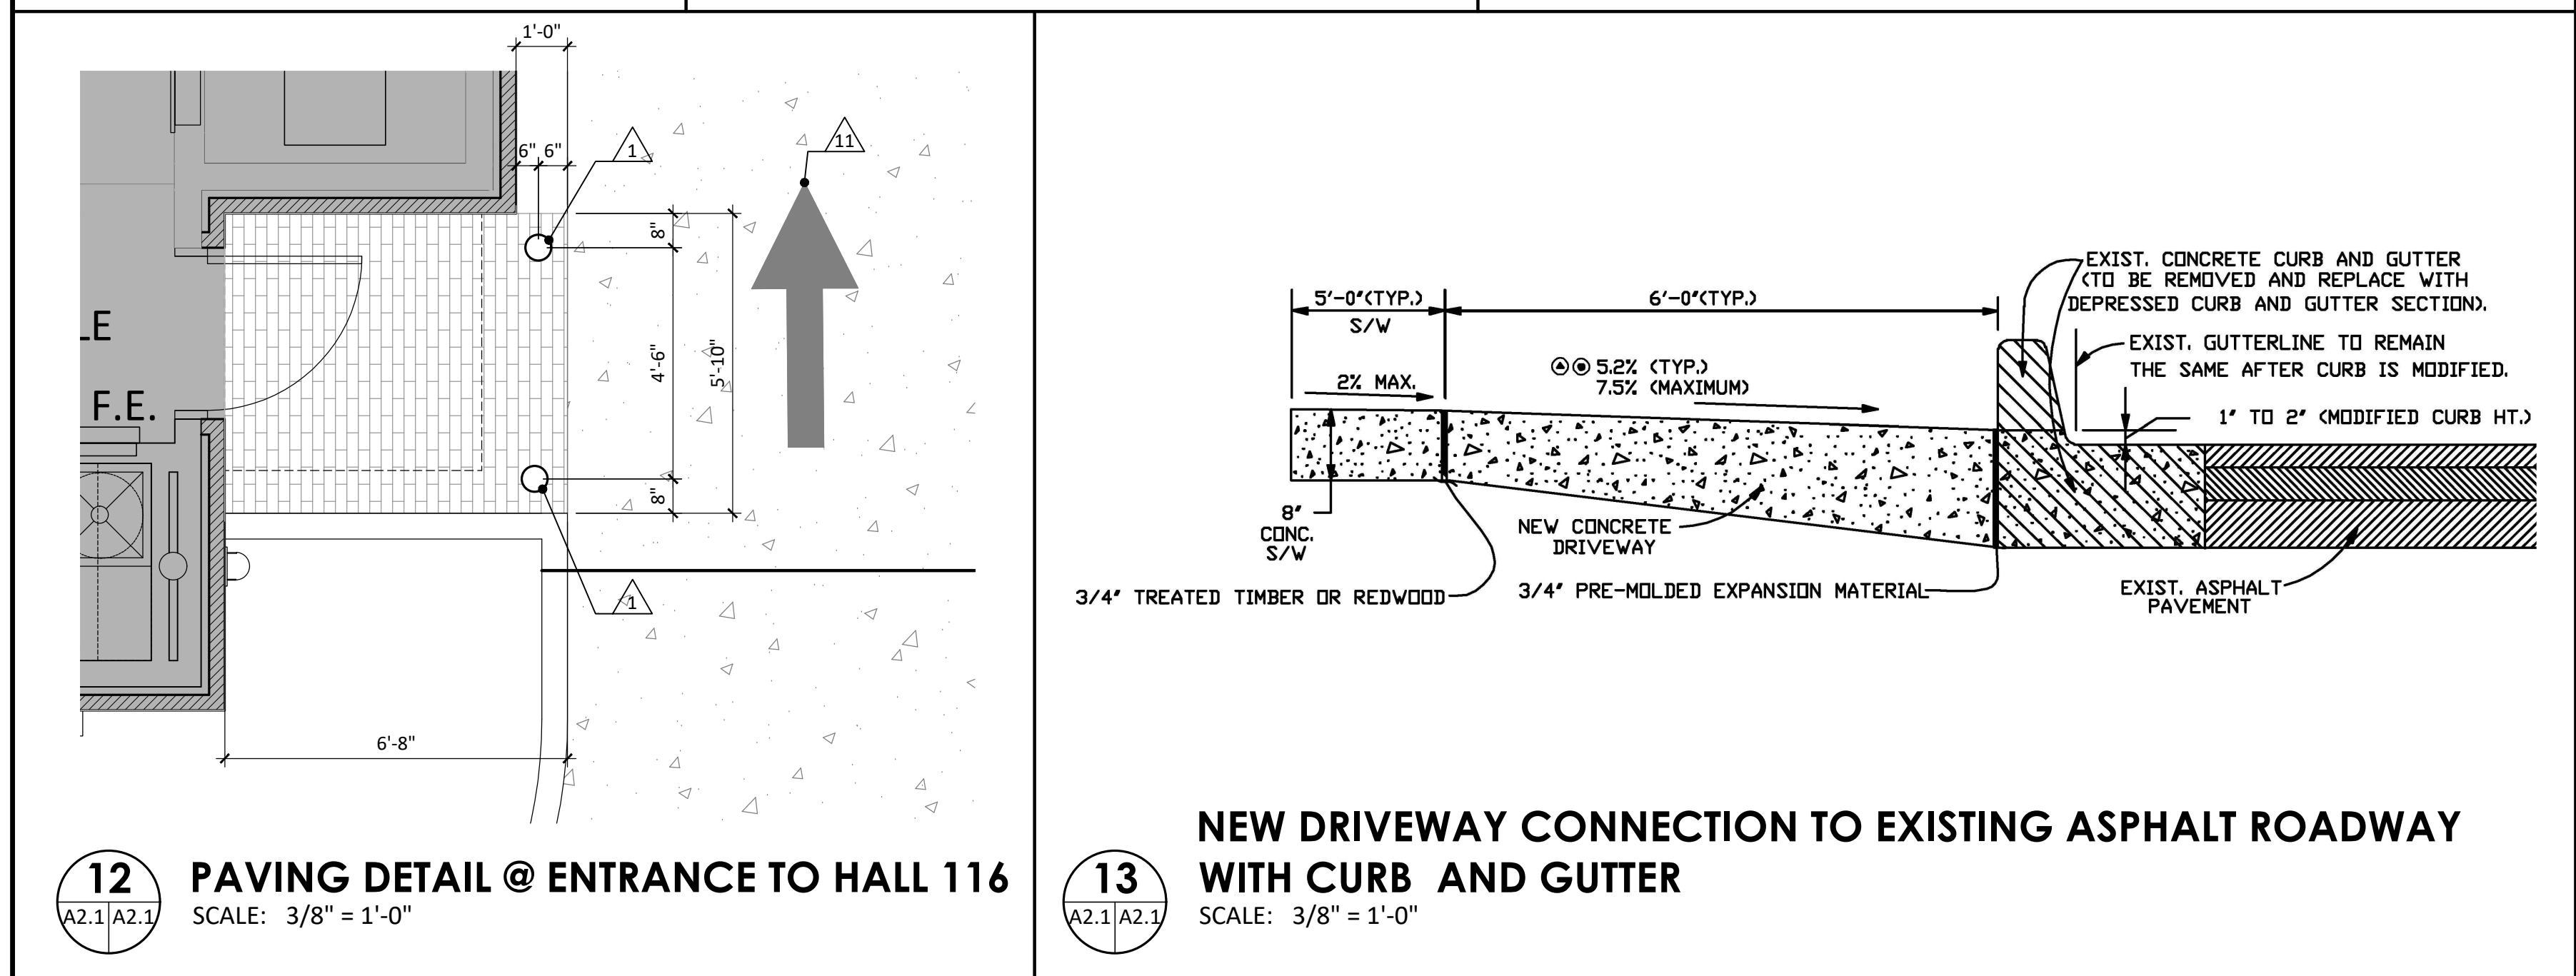 1'-0"
6" 6"
1
11
8"
4'-6"
5'-10"
8"
LE
F.E.
1
6'-8"
12
A2.1 A2.1
PAVING DETAIL @ ENTRANCE TO HALL 116
SCALE: 3/8" = 1'-0"
5'-0"(TYP.)
S/W
6'-0"(TYP.)
2% MAX.
5.2% (TYP.)
7.5% (MAXIMUM)
EXIST. CONCRETE CURB AND GUTTER
(TO BE REMOVED AND REPLACE WITH
DEPRESSED CURB AND GUTTER SECTION).
EXIST. GUTTERLINE TO REMAIN
THE SAME AFTER CURB IS MODIFIED.
1" TO 2" (MODIFIED CURB HT.)
8"
CONC.
S/W
NEW CONCRETE
DRIVEWAY
3/4" TREATED TIMBER OR REDWOOD
3/4" PRE-MOLDED EXPANSION MATERIAL
EXIST. ASPHALT
PAVEMENT
13
A2.1 A2.1
NEW DRIVEWAY CONNECTION TO EXISTING ASPHALT ROADWAY
WITH CURB AND GUTTER
SCALE: 3/8" = 1'-0"